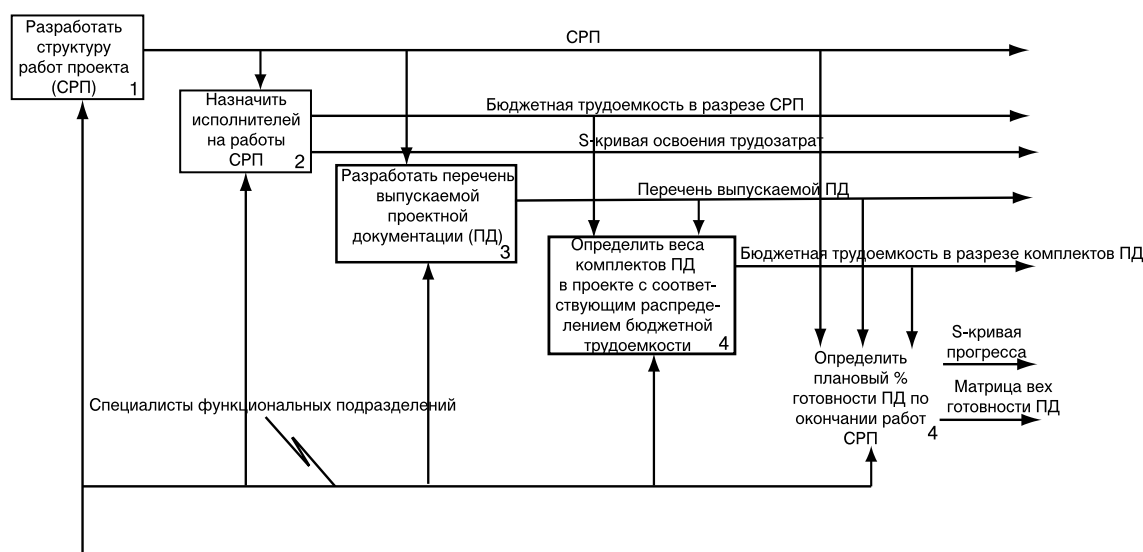 Разработать
структуру
работ проекта
(СРП)
1
СРП
Назначить
исполнителей
на работы
СРП
2
Бюджетная трудоемкость в разрезе СРП
S-кривая освоения трудозатрат
Разработать перечень
выпускаемой
проектной
документации (ПД)
3
Перечень выпускаемой ПД
Определить веса
комплектов ПД
в проекте с соответ-
ствующим распреде-
лением бюджетной
трудоемкости
4
Бюджетная трудоемкость в разрезе комплектов ПД
Определить
плановый %
готовности ПД по
окончании работ
СРП
4
S-кривая
прогресса
Матрица вех
готовности ПД
Специалисты функциональных подразделений